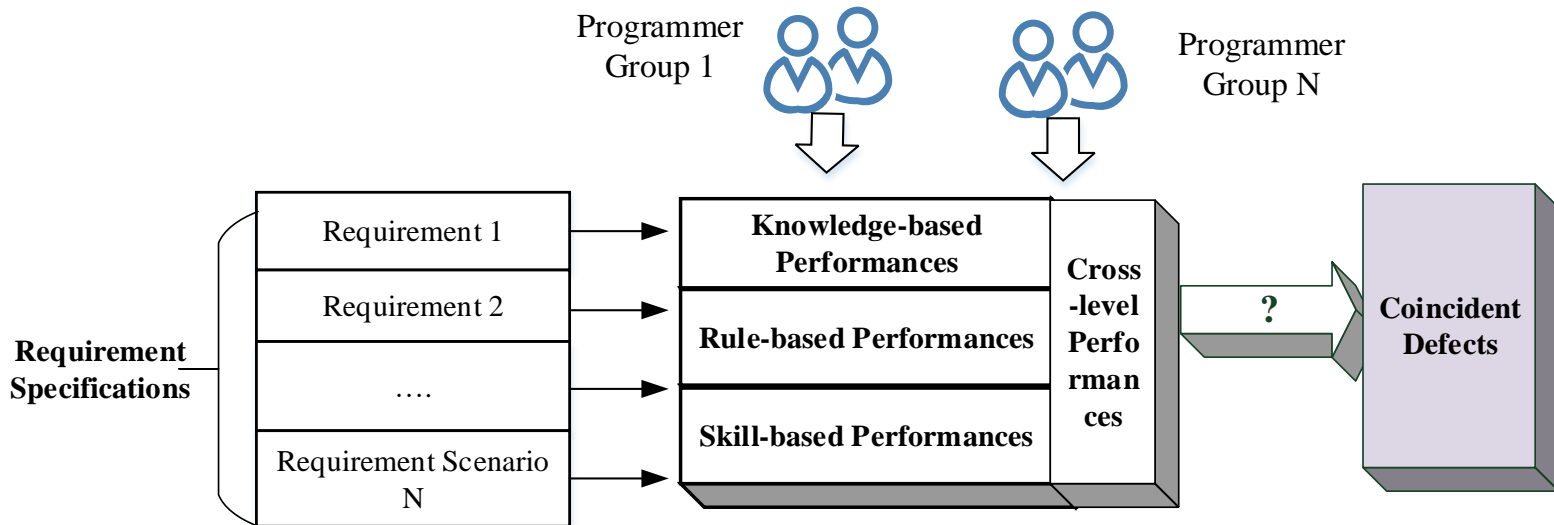 Programmer
Group 1
Programmer
Group N
Requirement
Specifications
Requirement 1
Requirement 2
....
Requirement Scenario
N
Knowledge-based
Performances
Rule-based Performances
Skill-based Performances
Cross
-level
Perfo
rman
ces
?
Coincident
Defects